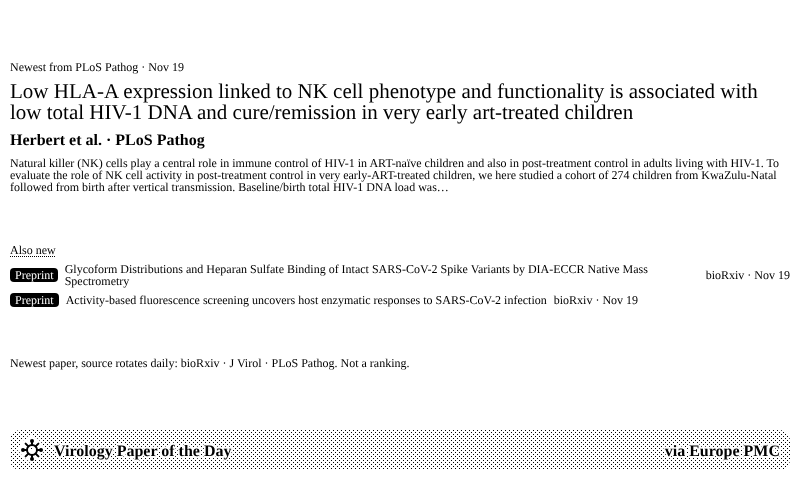 Newest from PLoS Pathog · Nov 19
Low HLA-A expression linked to NK cell phenotype and functionality is associated with
low total HIV-1 DNA and cure/remission in very early art-treated children
Herbert et al. · PLoS Pathog
Natural killer (NK) cells play a central role in immune control of HIV-1 in ART-naïve children and also in post-treatment control in adults living with HIV-1. To
evaluate the role of NK cell activity in post-treatment control in very early-ART-treated children, we here studied a cohort of 274 children from KwaZulu-Natal
followed from birth after vertical transmission. Baseline/birth total HIV-1 DNA load was…
Also new
Preprint Glycoform Distributions and Heparan Sulfate Binding of Intact SARS-CoV-2 Spike Variants by DIA-ECCR Native Mass
Spectrometry bioRxiv · Nov 19
Preprint Activity-based fluorescence screening uncovers host enzymatic responses to SARS-CoV-2 infection bioRxiv · Nov 19
Newest paper, source rotates daily: bioRxiv · J Virol · PLoS Pathog. Not a ranking.
Virology Paper of the Day via Europe PMC